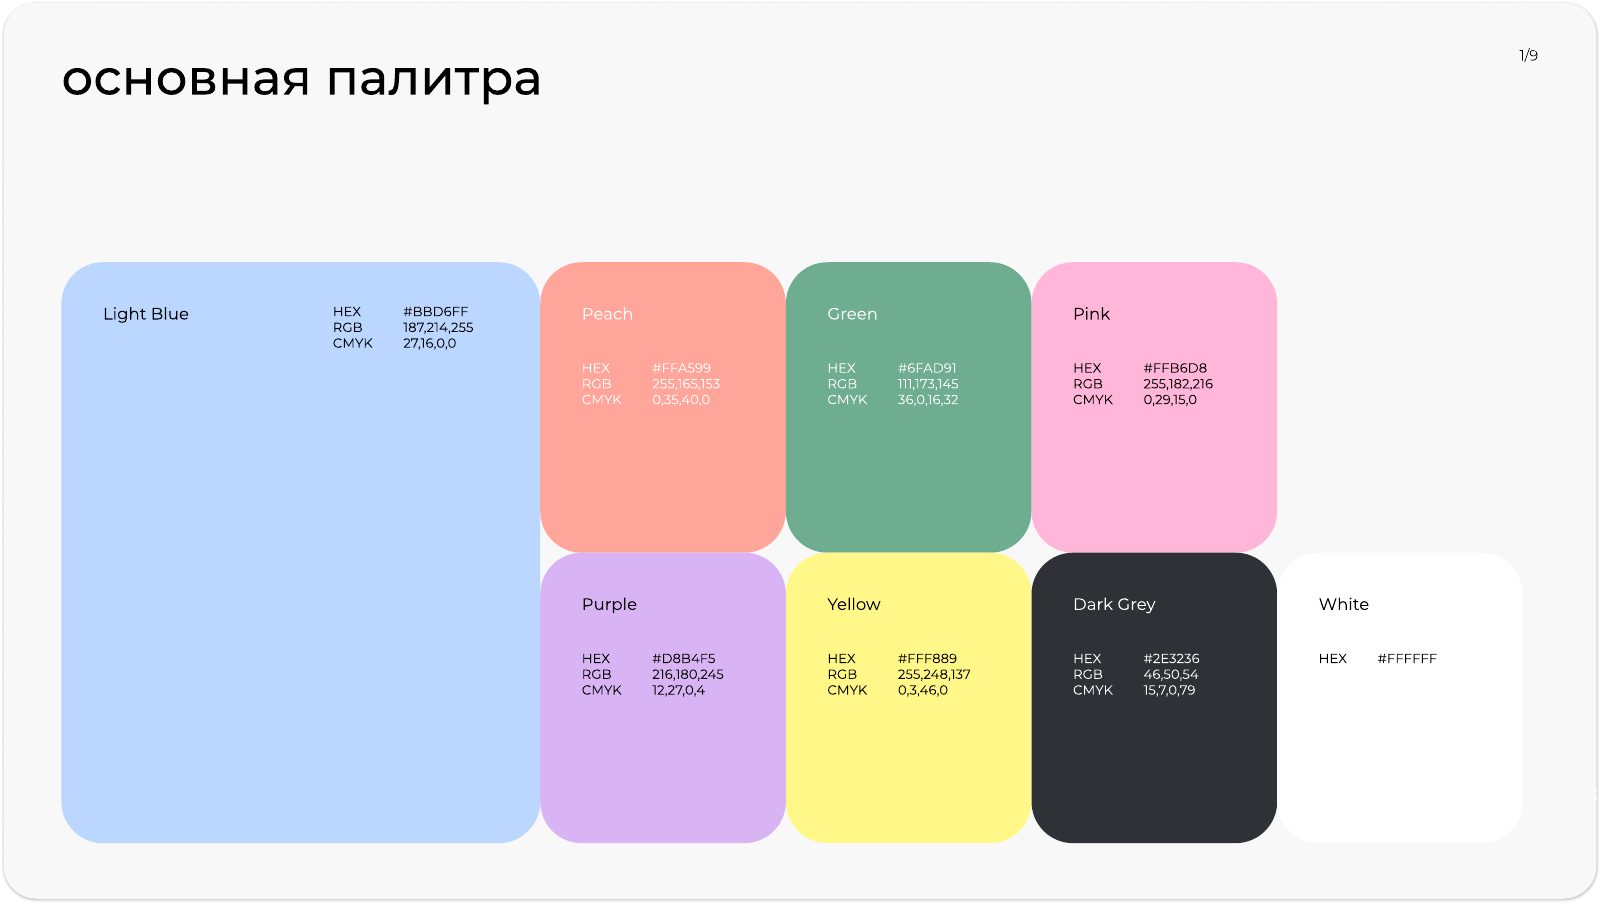 основная палитра
1/9
Light Blue
HEX #BBD6FF
RGB 187,214,255
CMYK 27,16,0,0
Peach
HEX #FFA599
RGB 255,165,153
CMYK 0,35,40,0
Green
HEX #6FAD91
RGB 111,173,145
CMYK 36,0,16,32
Pink
HEX #FFB6D8
RGB 255,182,216
CMYK 0,29,15,0
Purple
HEX #D8B4F5
RGB 216,180,245
CMYK 12,27,0,4
Yellow
HEX #FFF889
RGB 255,248,137
CMYK 0,3,46,0
Dark Grey
HEX #2E3236
RGB 46,50,54
CMYK 15,7,0,79
White
HEX #FFFFFF